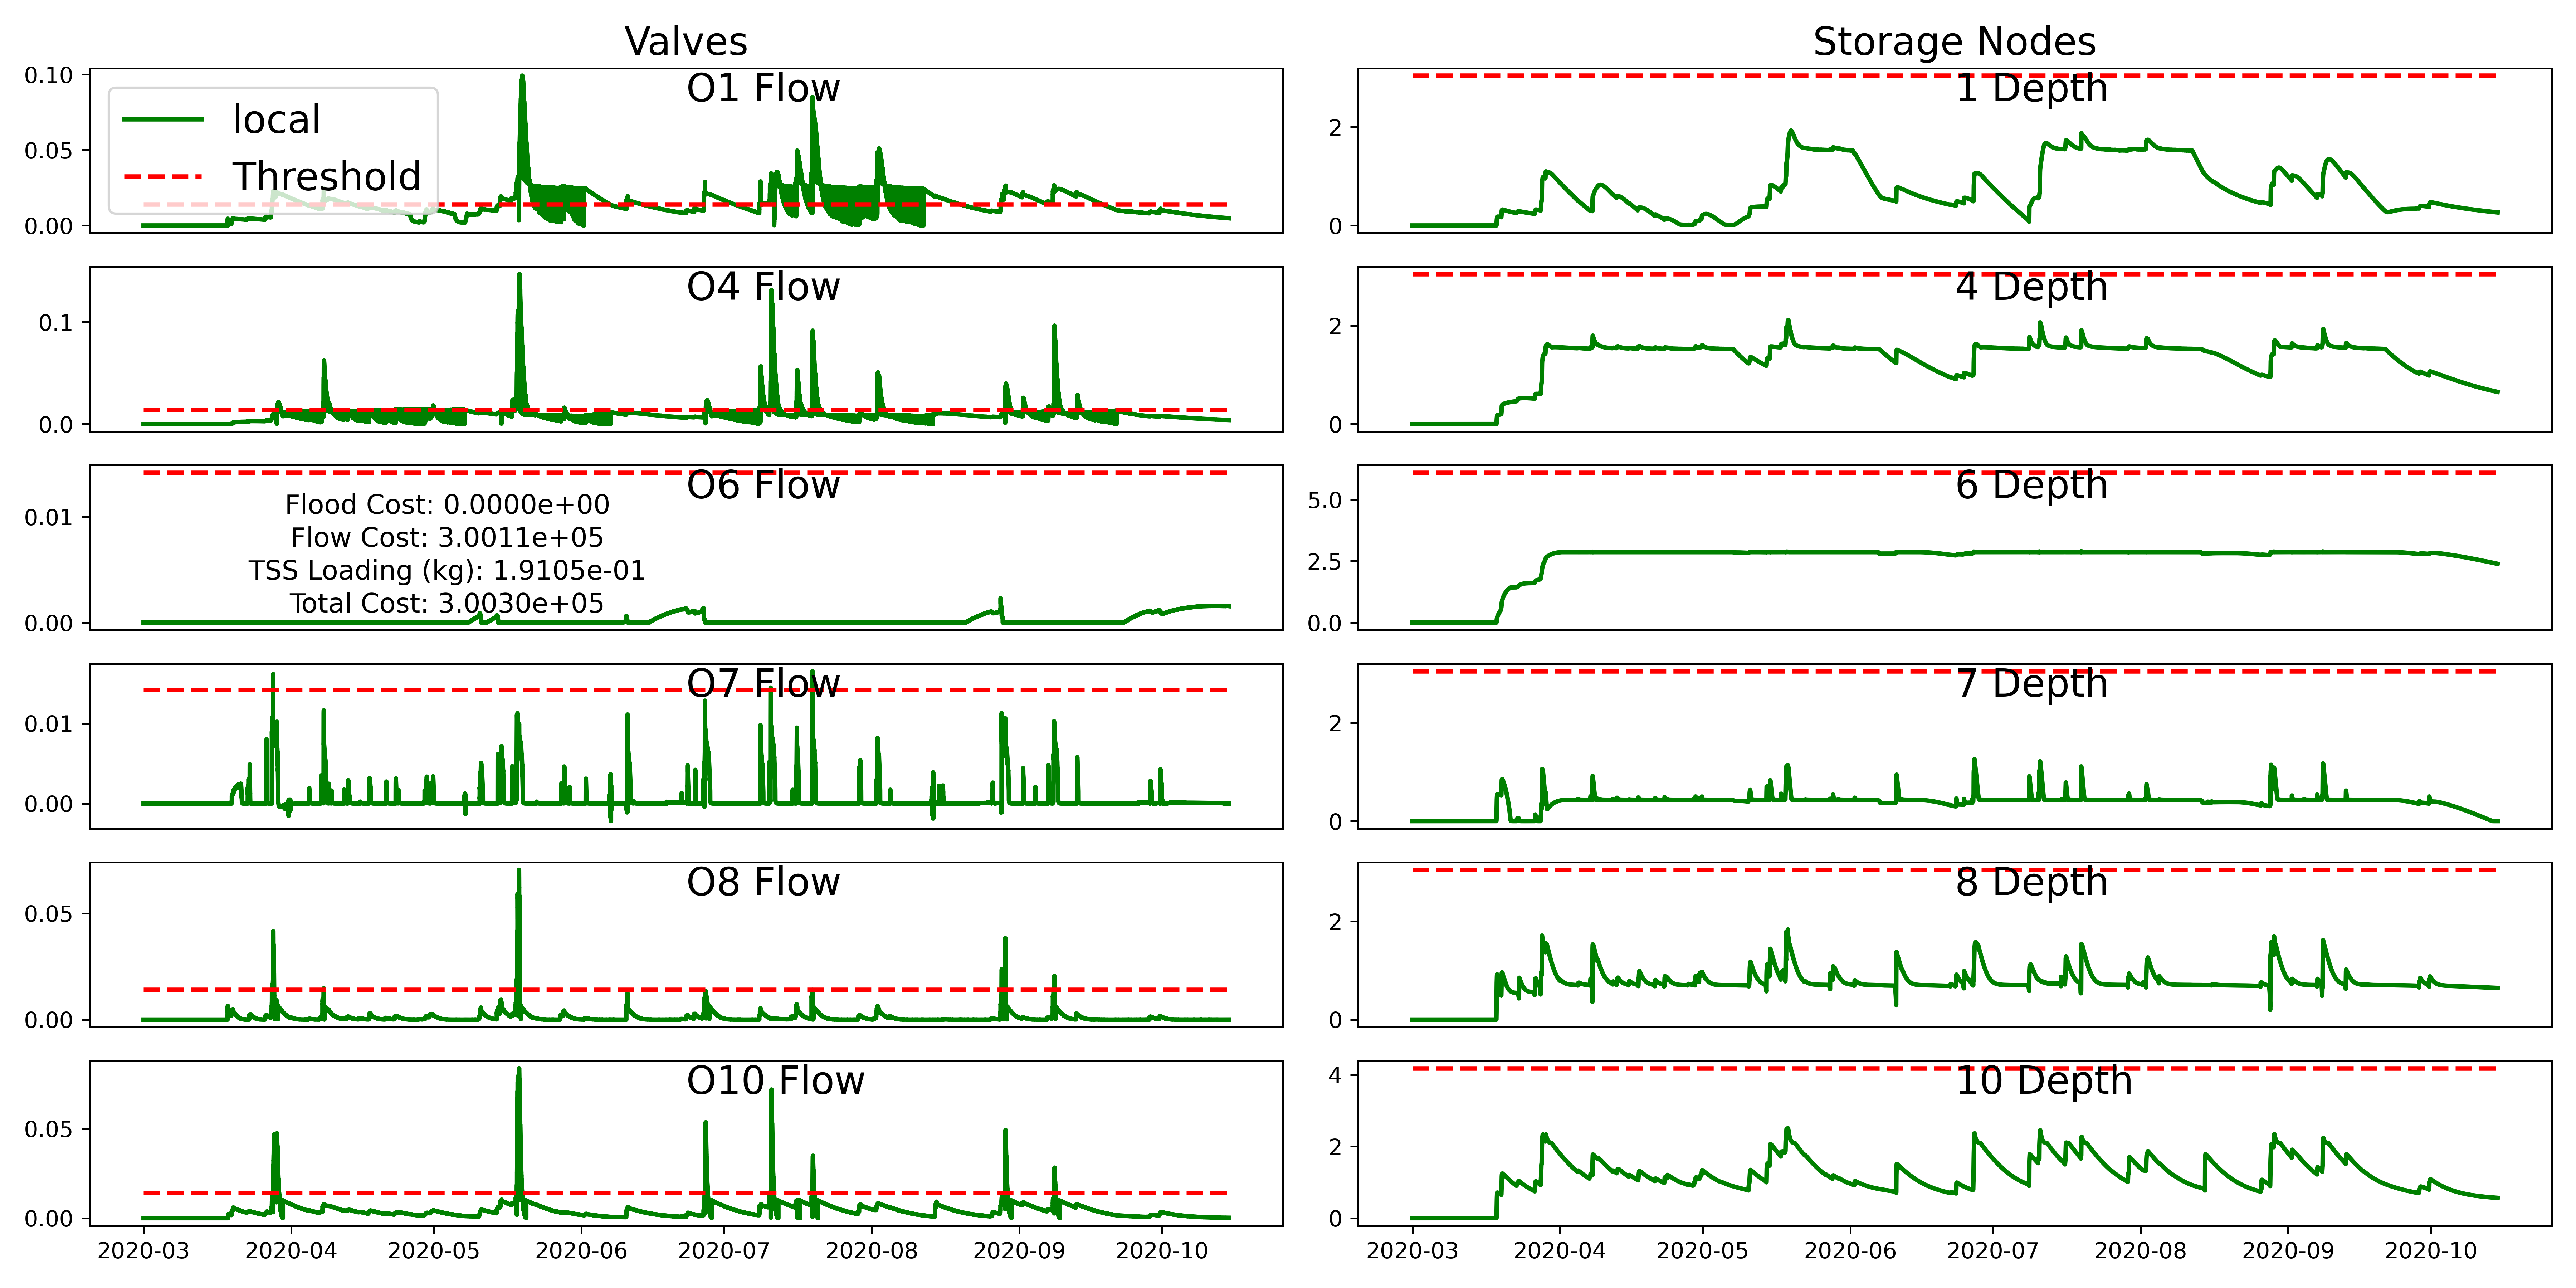 Valves
Storage Nodes
0.10
0.05
0.00
O1 Flow
local
Threshold
2
0
1 Depth
0.1
0.0
O4 Flow
2
0
4 Depth
0.01
0.00
O6 Flow
Flood Cost: 0.0000e+00
Flow Cost: 3.0011e+05
TSS Loading (kg): 1.9105e-01
Total Cost: 3.0030e+05
5.0
2.5
0.0
6 Depth
0.01
0.00
O7 Flow
2
0
7 Depth
0.05
0.00
O8 Flow
2
0
8 Depth
0.05
0.00
O10 Flow
4
2
0
10 Depth
2020-03 2020-04 2020-05 2020-06 2020-07 2020-08 2020-09 2020-10
2020-03 2020-04 2020-05 2020-06 2020-07 2020-08 2020-09 2020-10